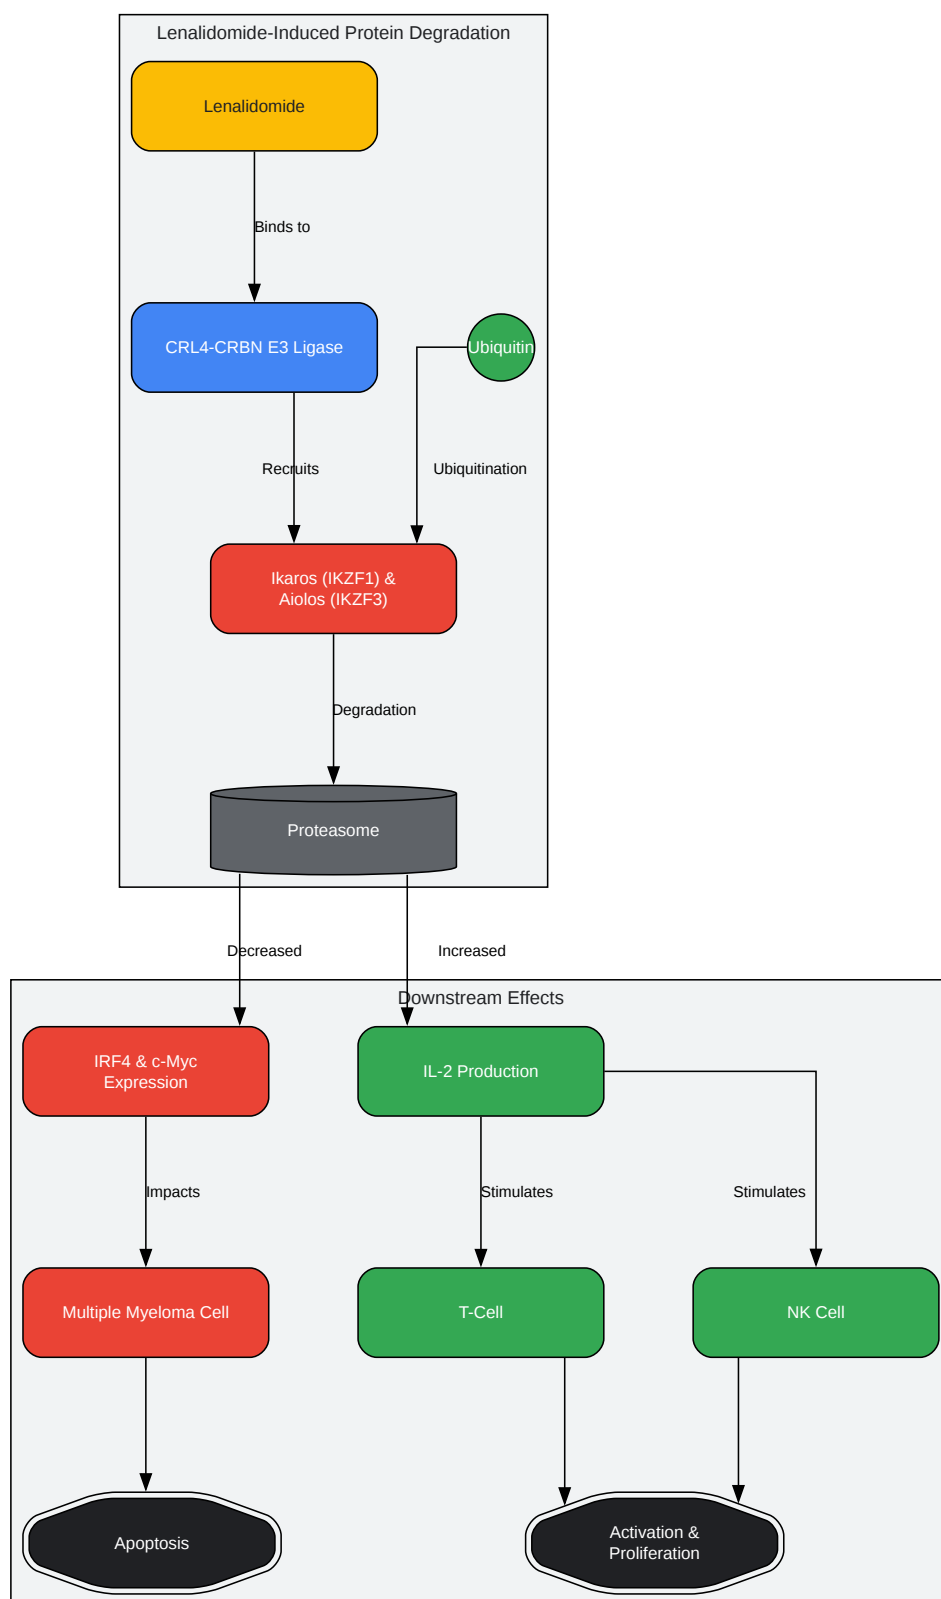 Lenalidomide-Induced Protein Degradation
Lenalidomide
Binds to
CRL4-CRBN E3 Ligase
Ubiquitin
Recruits
Ubiquitination
Ikaros (IKZF1) &
Aiolos (IKZF3)
Degradation
Proteasome
Decreased
Increased
Downstream Effects
IRF4 & c-Myc
Expression
IL-2 Production
Impacts
Stimulates
Stimulates
Multiple Myeloma Cell
T-Cell
NK Cell
Apoptosis
Activation &
Proliferation